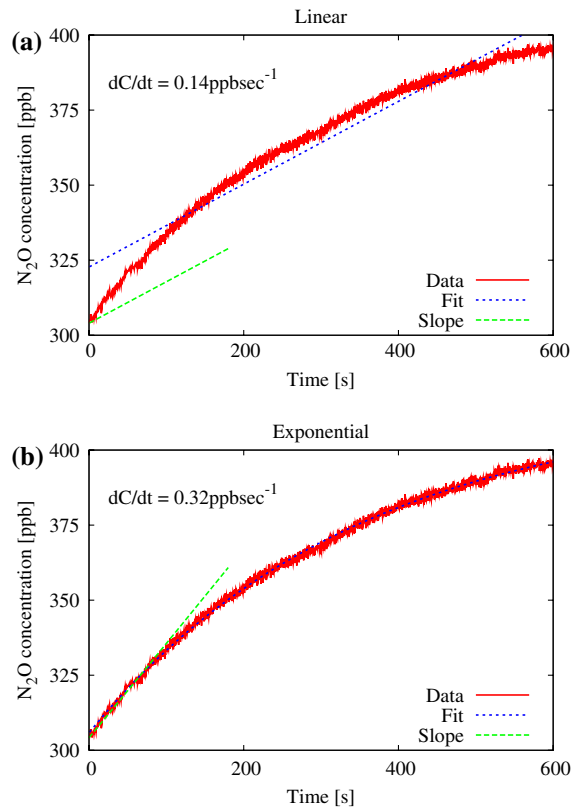 Linear
(a)
400
375
350
325
300
N₂O concentration [ppb]
dC/dt = 0.14ppbsec⁻¹
Data
Fit
Slope
0
200
400
600
Time [s]
Exponential
(b)
400
375
350
325
300
N₂O concentration [ppb]
dC/dt = 0.32ppbsec⁻¹
Data
Fit
Slope
0
200
400
600
Time [s]